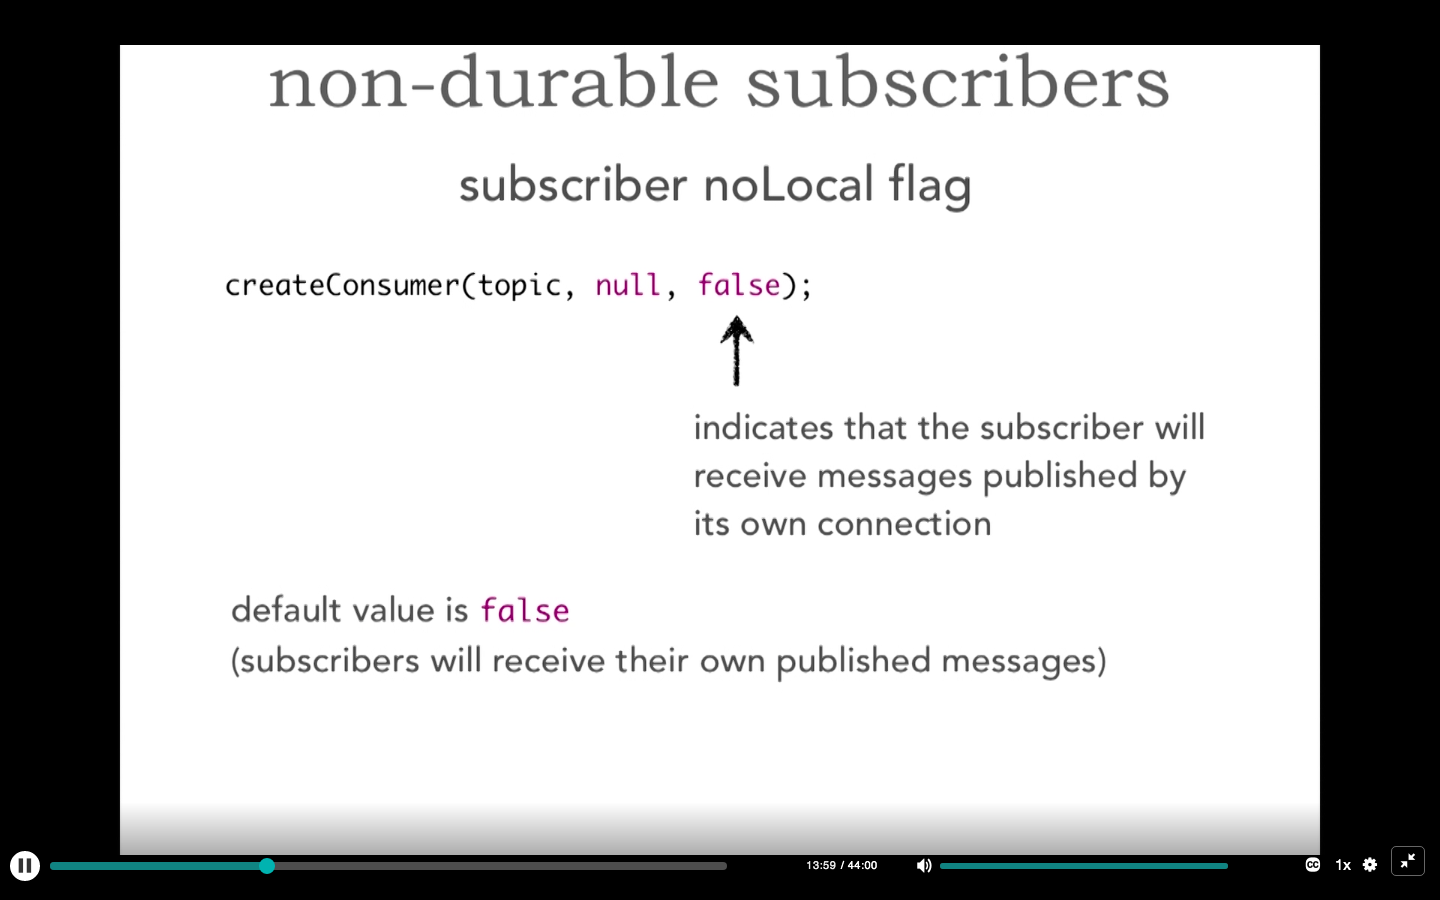 non-durable subscribers
subscriber noLocal flag
createConsumer(topic, null, false);
indicates that the subscriber will
receive messages published by
its own connection
default value is false
(subscribers will receive their own published messages)
13:59 / 44:00
CC
1x